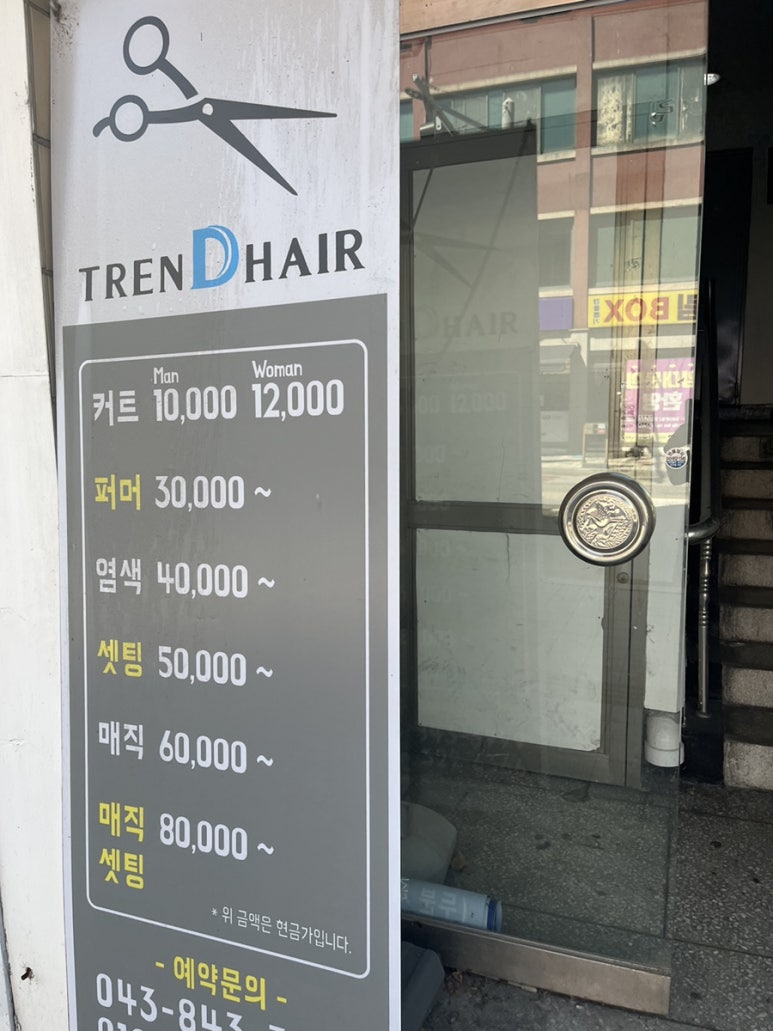 TRENDHAIR
Man Woman
커트 10,000 12,000
퍼머 30,000 ~
염색 40,000 ~
셋팅 50,000 ~
매직 60,000 ~
매직 80,000 ~
셋팅
* 위 금액은 현금가입니다.
- 예약문의 -
043-843-
BOX